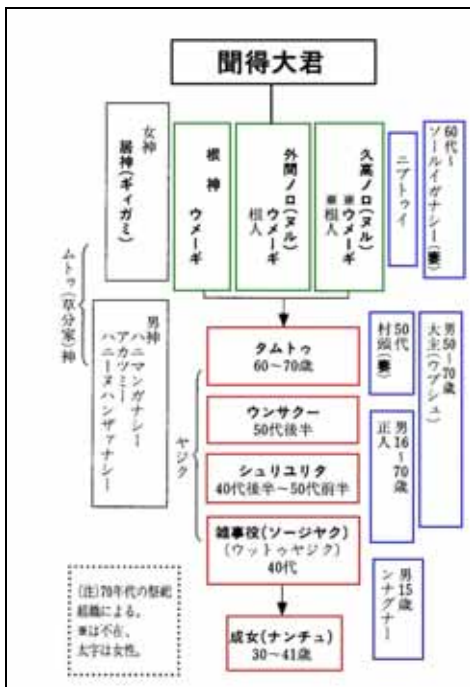 聞得大君
女神
居神(ギィガミ)
根神
ウメーギ
外間ノロ(ヌル)
ウメーギ
根人
久高ノロ(ヌル)
※ウメーギ
※根人
ニブトゥイ
60代～
ソールイガナシー(妻)
ムトゥ(草分家)神
男神
ハニマンガナシー
アカツミー
ハニーヌハンザァナシー
タムトゥ
60～70歳
ヤジク
ウンサクー
50代後半
シュリユリタ
40代後半～50代前半
雑事役(ソージヤク)
(ウットゥヤジク)
40代
成女(ナンチュ)
30～41歳
50代
村頭(妻)
男50～70歳
大主(ウプシュ)
男16～70歳
正人
男15歳
ンナグナー
(注)70年代の祭祀
組織による。
※は不在、
太字は女性。